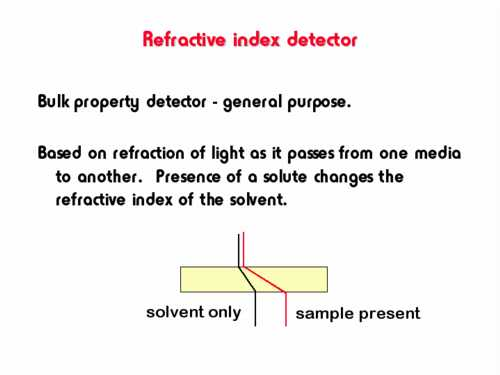 Refractive index detector
Bulk property detector - general purpose.
Based on refraction of light as it passes from one media
to another. Presence of a solute changes the
refractive index of the solvent.
solvent only
sample present